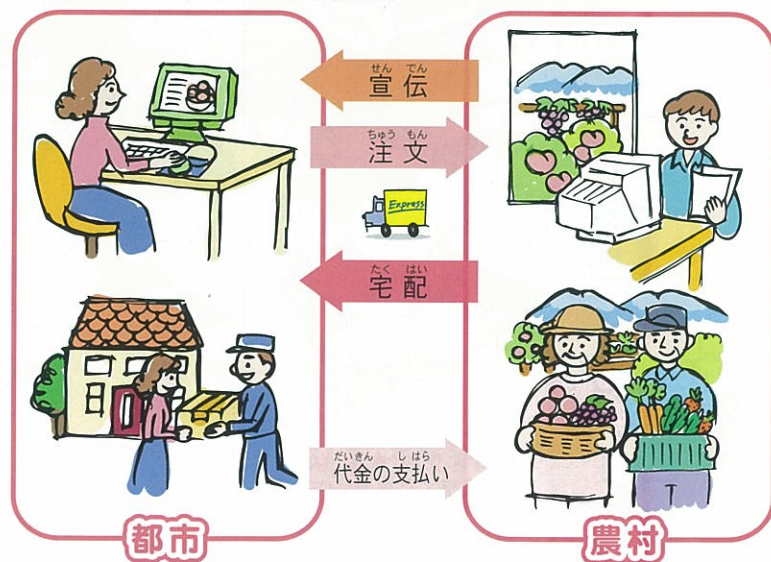 せん でん
宣伝
ちゅう もん
注文
Express
たく はい
宅配
だいきん し はら
代金の支払い
都市
農村